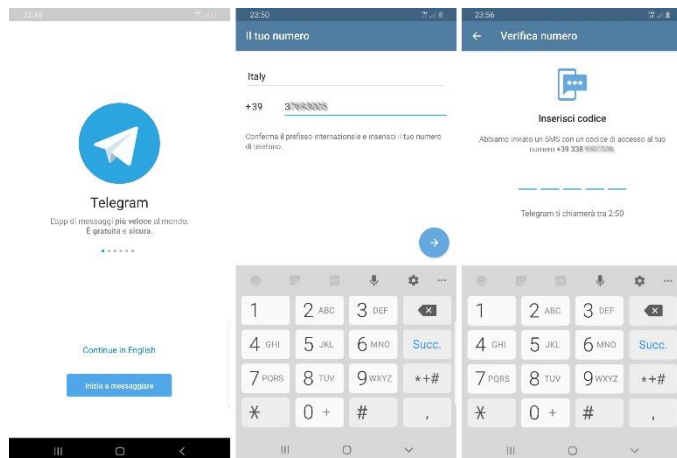 23:49
Telegram
L'app di messaggi più veloce al mondo.
È gratuita e sicura.
Continue in English
Inizia a messaggiare
23:50
Il tuo numero
Italy
+39
Conferma il prefisso internazionale e inserisci il tuo numero
di telefono.
1
2 ABC
3 DEF
4 GHI
5 JKL
6 MNO
Succ.
7 PQRS
8 TUV
9 WXYZ
*+#
*
0 +
#
,
23:56
Verifica numero
Inserisci codice
Abbiamo inviato un SMS con un codice di accesso al tuo
numero +39 338
Telegram ti chiamerà tra 2:50
1
2 ABC
3 DEF
4 GHI
5 JKL
6 MNO
Succ.
7 PQRS
8 TUV
9 WXYZ
*+#
*
0 +
#
,